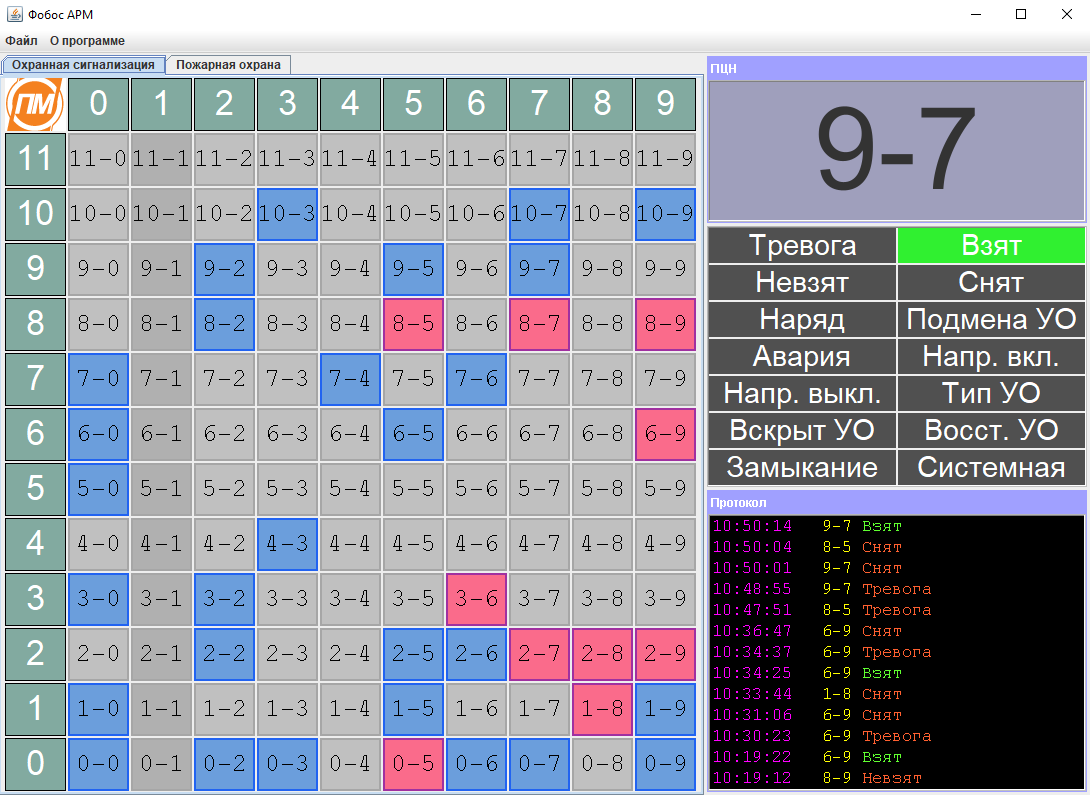 Фобос АРМ
Файл О программе
Охранная сигнализация Пожарная охрана
ПМ 0 1 2 3 4 5 6 7 8 9
11 11-0 11-1 11-2 11-3 11-4 11-5 11-6 11-7 11-8 11-9
10 10-0 10-1 10-2 10-3 10-4 10-5 10-6 10-7 10-8 10-9
9 9-0 9-1 9-2 9-3 9-4 9-5 9-6 9-7 9-8 9-9
8 8-0 8-1 8-2 8-3 8-4 8-5 8-6 8-7 8-8 8-9
7 7-0 7-1 7-2 7-3 7-4 7-5 7-6 7-7 7-8 7-9
6 6-0 6-1 6-2 6-3 6-4 6-5 6-6 6-7 6-8 6-9
5 5-0 5-1 5-2 5-3 5-4 5-5 5-6 5-7 5-8 5-9
4 4-0 4-1 4-2 4-3 4-4 4-5 4-6 4-7 4-8 4-9
3 3-0 3-1 3-2 3-3 3-4 3-5 3-6 3-7 3-8 3-9
2 2-0 2-1 2-2 2-3 2-4 2-5 2-6 2-7 2-8 2-9
1 1-0 1-1 1-2 1-3 1-4 1-5 1-6 1-7 1-8 1-9
0 0-0 0-1 0-2 0-3 0-4 0-5 0-6 0-7 0-8 0-9
ПЦН
9-7
Тревога Взят
Невзят Снят
Наряд Подмена УО
Авария Напр. вкл.
Напр. выкл. Тип УО
Вскрыт УО Восст. УО
Замыкание Системная
Протокол
10:50:14 9-7 Взят
10:50:04 8-5 Снят
10:50:01 9-7 Снят
10:48:55 9-7 Тревога
10:47:51 8-5 Тревога
10:36:47 6-9 Снят
10:34:37 6-9 Тревога
10:34:25 6-9 Взят
10:33:44 1-8 Снят
10:31:06 6-9 Снят
10:30:23 6-9 Тревога
10:19:22 6-9 Взят
10:19:12 8-9 Невзят